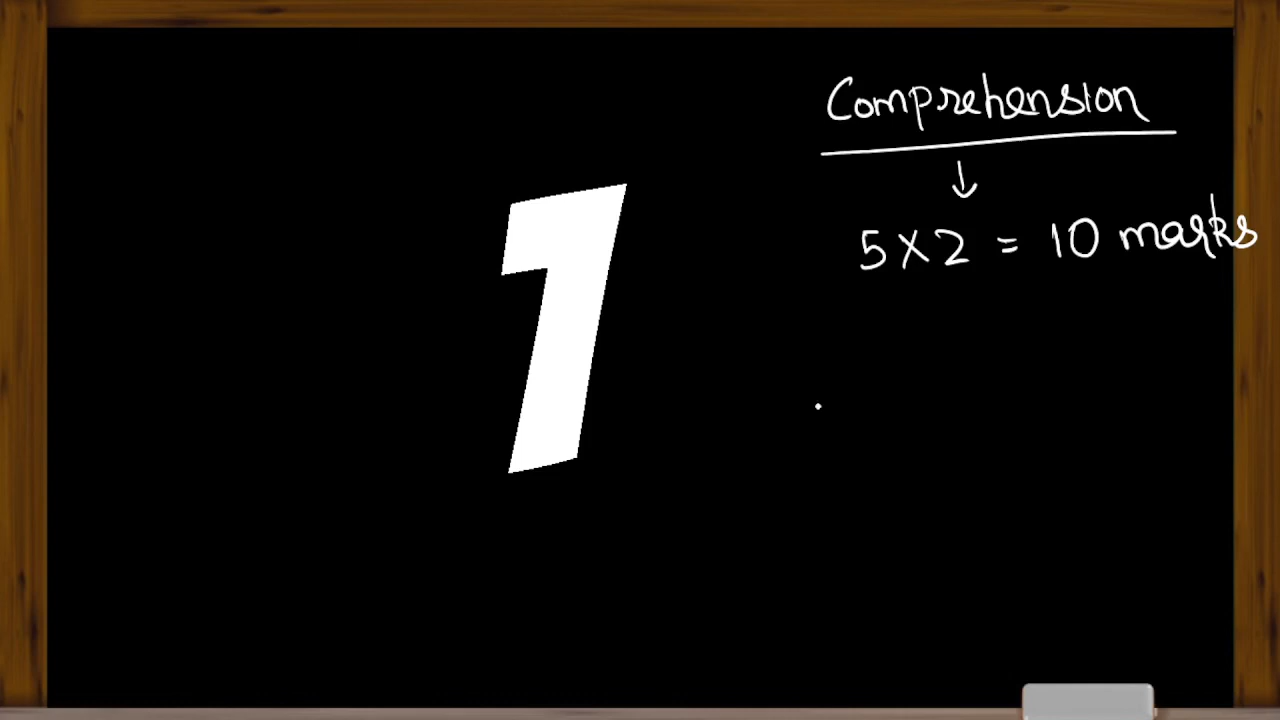 Comprehension
↓
5 × 2 = 10 marks
1